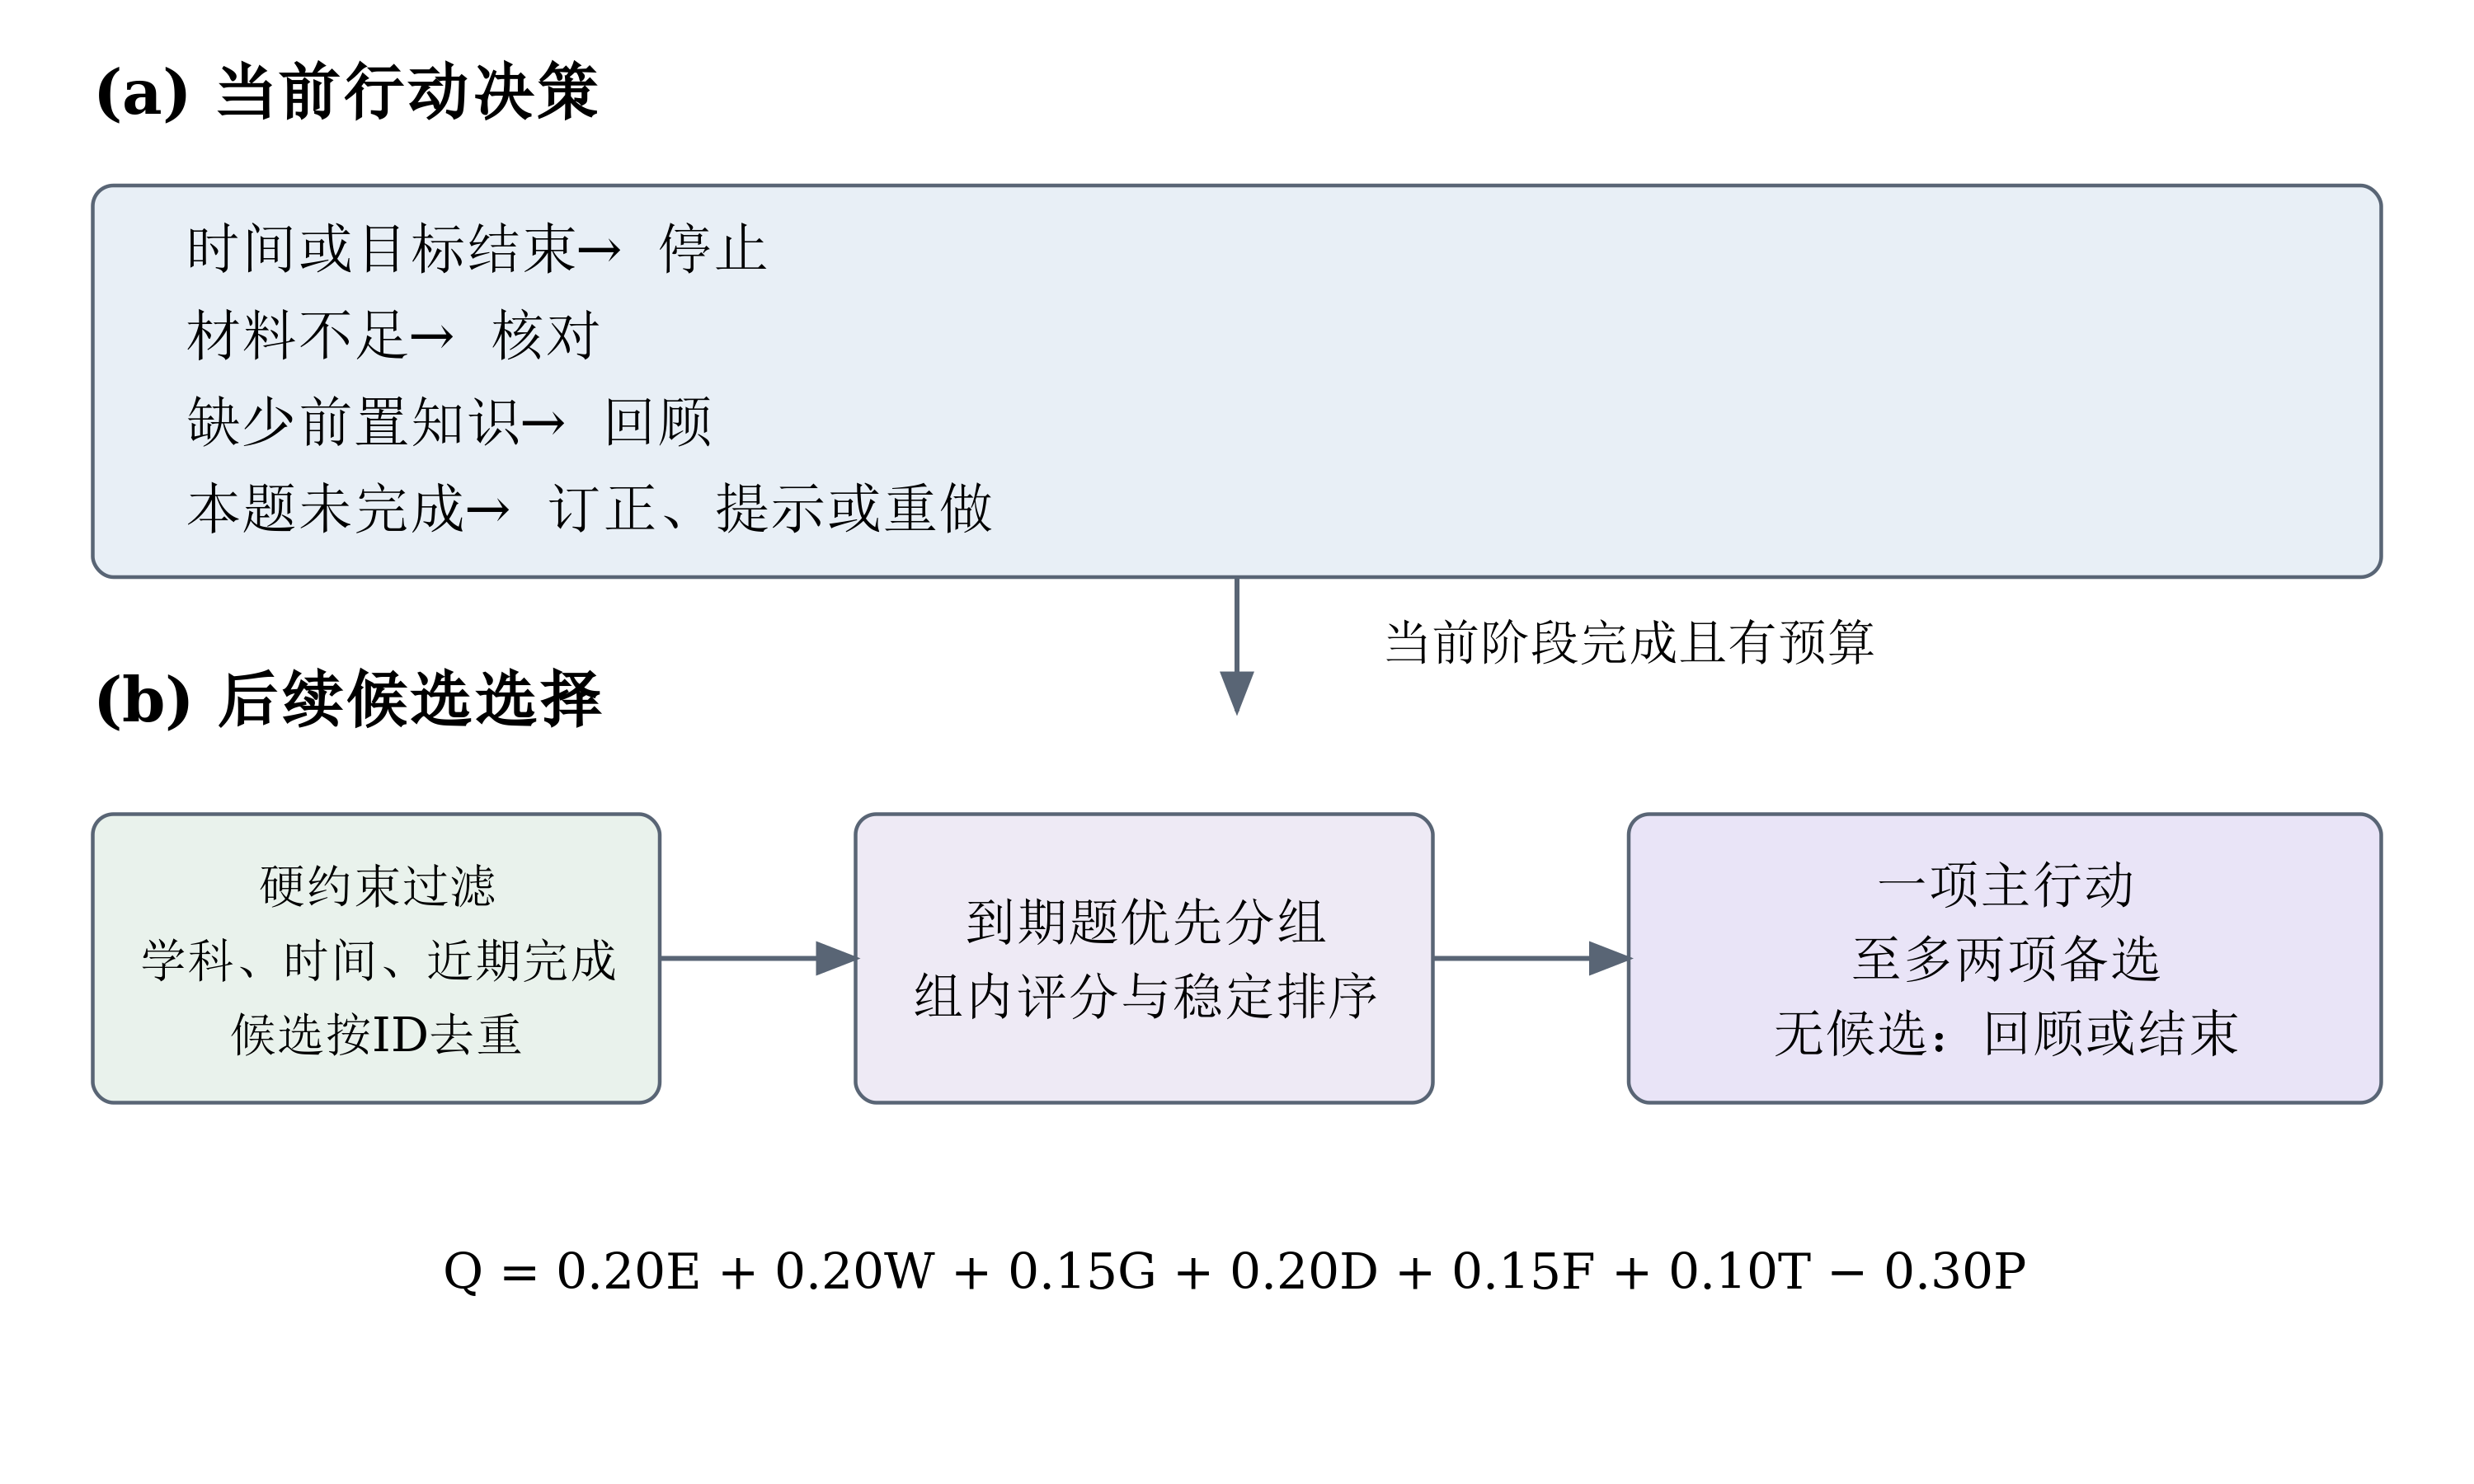 (a) 当前行动决策
时间或目标结束→ 停止
材料不足→ 核对
缺少前置知识→ 回顾
本题未完成→ 订正、提示或重做
当前阶段完成且有预算
(b) 后续候选选择
硬约束过滤
学科、时间、近期完成
候选按ID去重
到期题优先分组
组内评分与稳定排序
一项主行动
至多两项备选
无候选：回顾或结束
Q = 0.20E + 0.20W + 0.15G + 0.20D + 0.15F + 0.10T − 0.30P